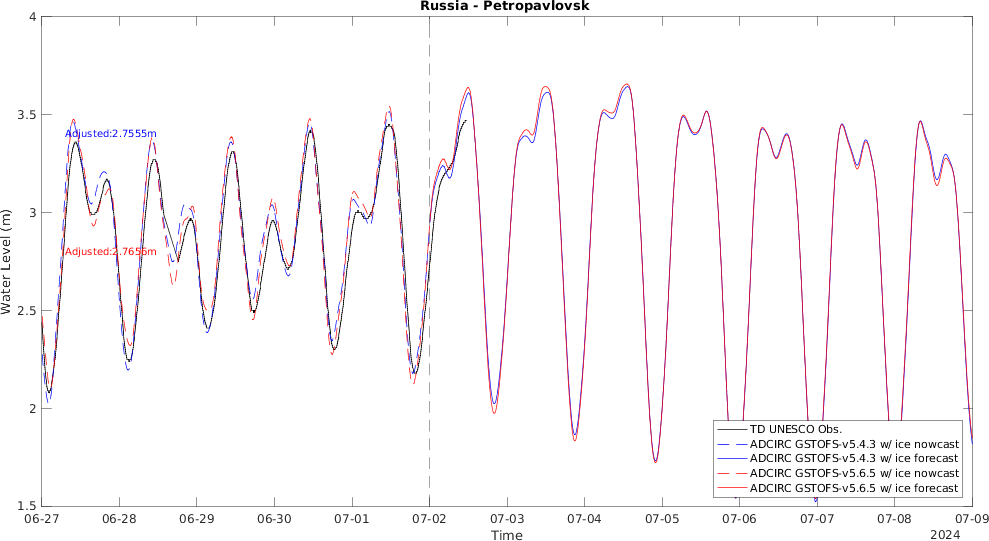 Russia - Petropavlovsk
4
3.5
3
2.5
2
1.5
Water Level (m)
Adjusted:2.7555m
Adjusted:2.7656m
TD UNESCO Obs.
ADCIRC GSTOFS-v5.4.3 w/ ice nowcast
ADCIRC GSTOFS-v5.4.3 w/ ice forecast
ADCIRC GSTOFS-v5.6.5 w/ ice nowcast
ADCIRC GSTOFS-v5.6.5 w/ ice forecast
06-27 06-28 06-29 06-30 07-01 07-02 07-03 07-04 07-05 07-06 07-07 07-08 07-09
Time
2024